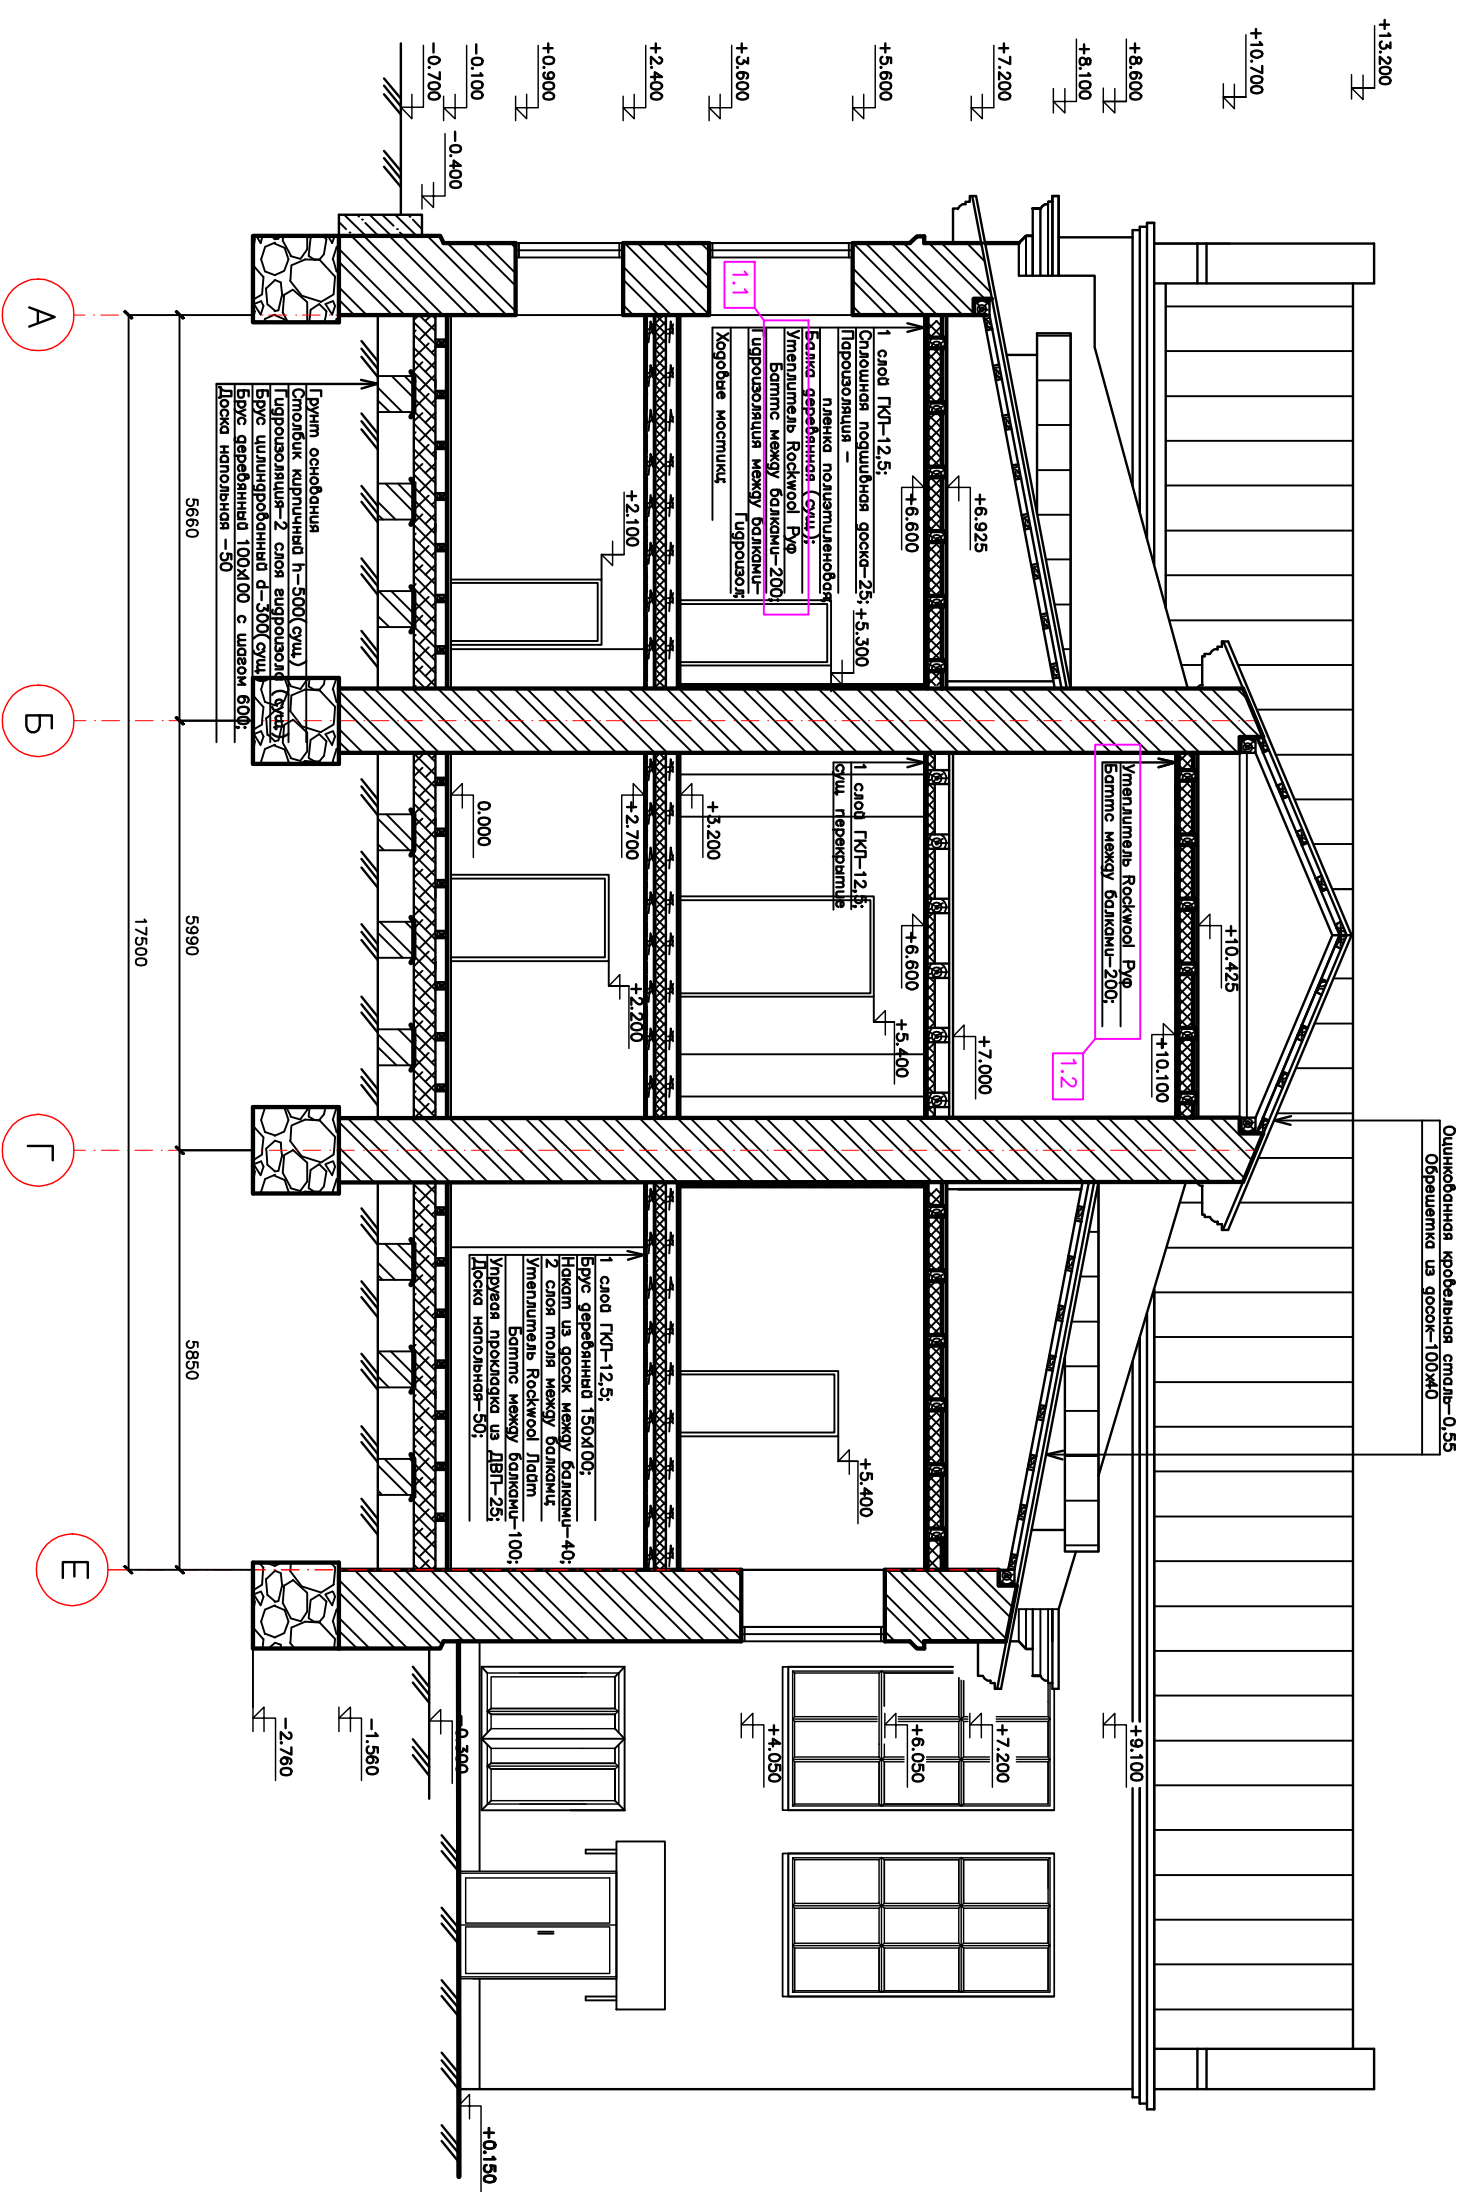 Оцинкованная кровельная сталь-0,55
Обрешетка из досок-100х40
+13.200
+10.700
+8.600
+8.100
+7.200
+5.600
+3.600
+2.400
+0.900
-0.100
-0.700
-0.400
1.1
1 слой ГКЛ-12,5;
Сплошная подшивная доска-25;
Пароизоляция -
пленка полиэтиленовая
Балка деревянная (сущ.);
Утеплитель Rockwool Руф
Баттс между балками-200;
Гидроизоляция между балками-
Гидроизол;
Ходовые мостики;
+6.925
+6.600
+5.300
+2.100
Утеплитель Rockwool Руф
Баттс между балками-200;
1.2
+10.425
+10.100
1 слой ГКЛ-12,5;
сущ. перекрытие
+7.000
+6.600
+5.400
+3.200
+2.700
+2.200
0.000
+5.400
1 слой ГКЛ-12,5;
Брус деревянный 150х100;
Накат из досок между балками-40;
2 слоя толя между балками;
Утеплитель Rockwool Лайт
Баттс между балками-100;
Упругая прокладка из ДВП-25;
Доска напольная-50;
Грунт основания
Столбик кирпичный h-500(сущ.)
Гидроизоляция-2 слоя гидроизола (сущ.)
Брус цилиндрованный d-300(сущ.)
Брус деревянный 100х100 с шагом 600;
Доска напольная -50
+9.100
+7.200
+6.050
+4.050
-0.300
-1.560
-2.760
+0.150
5660
5990
5850
17500
А
Б
Г
Е